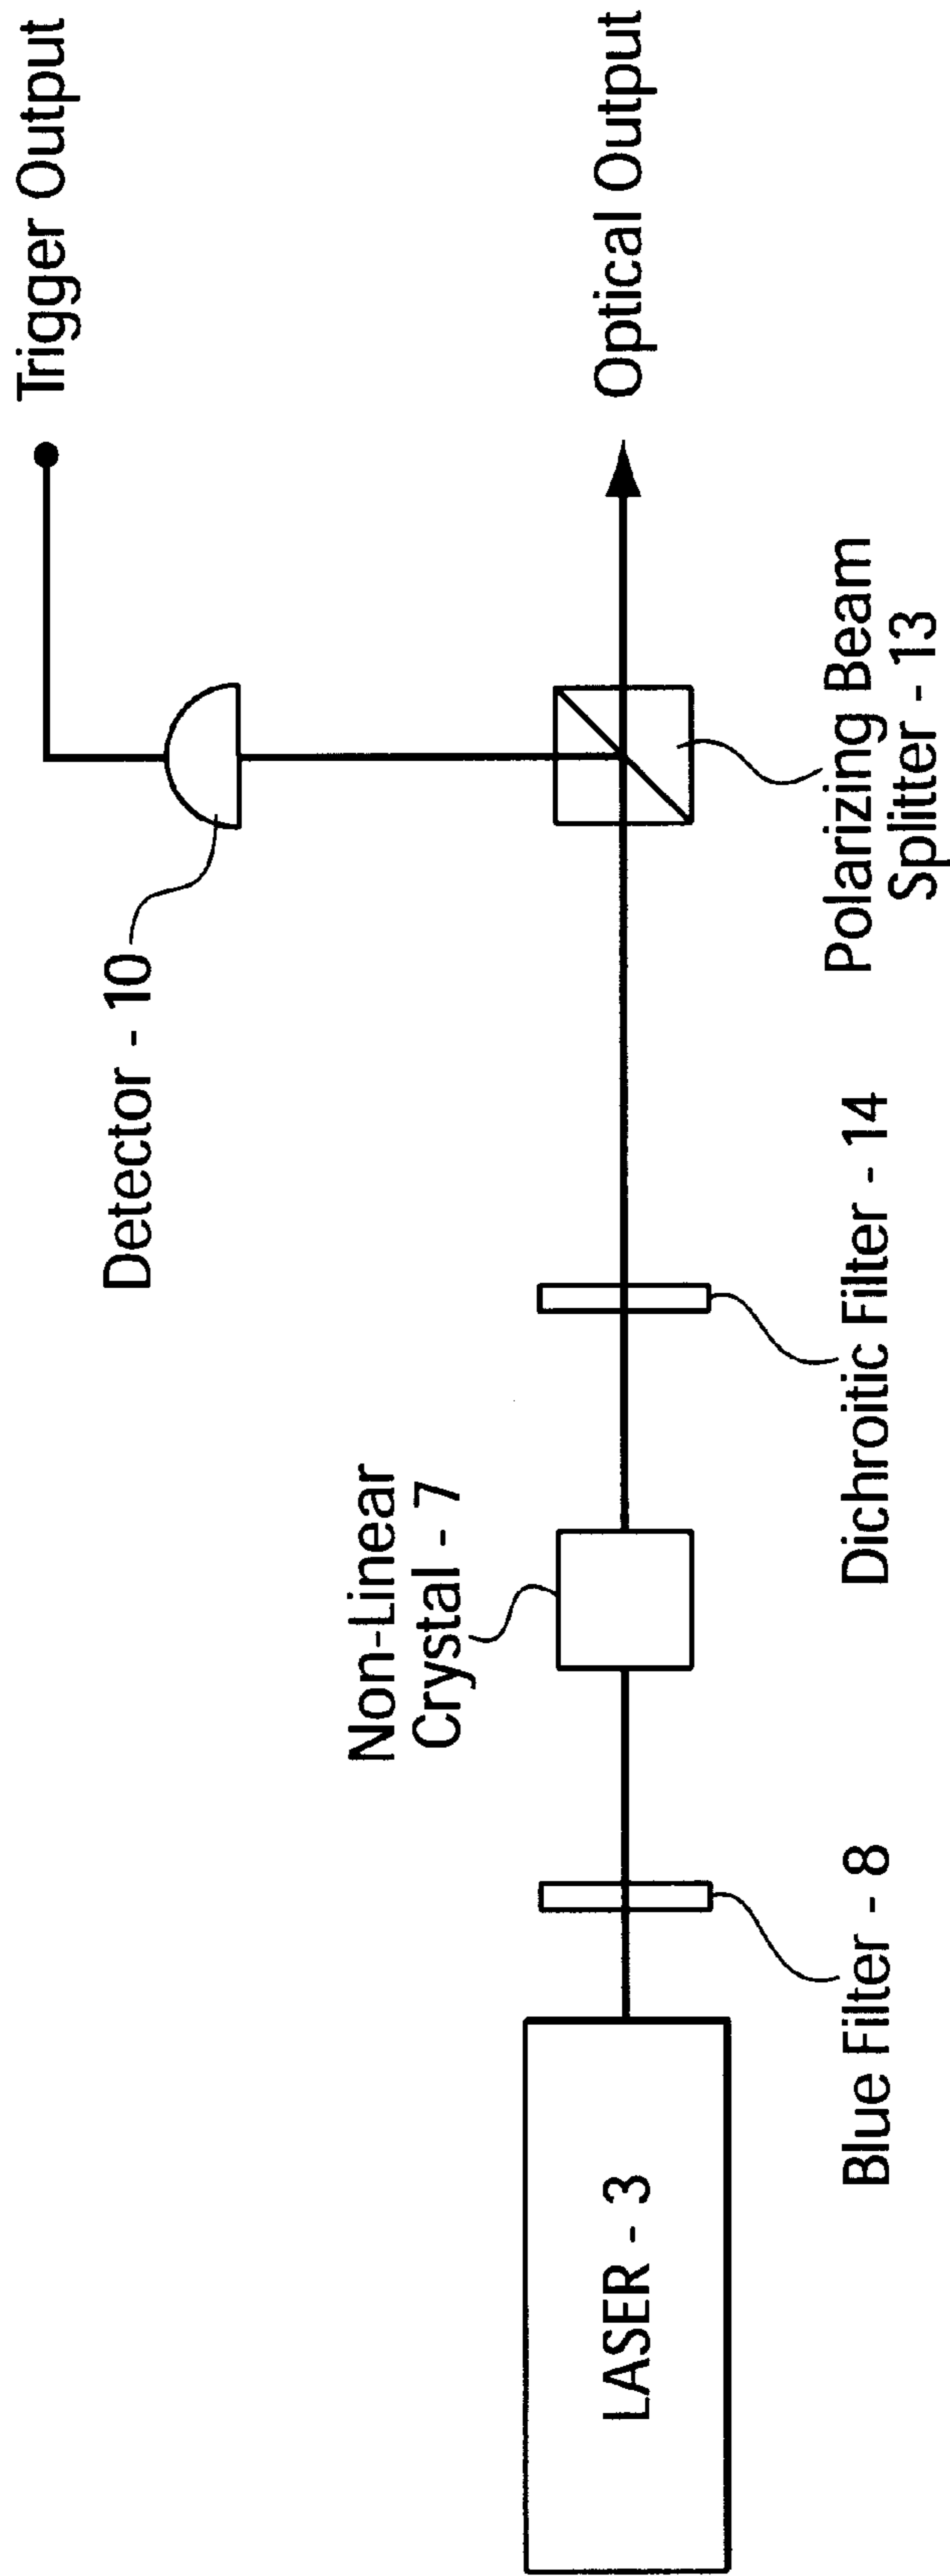 Trigger Output
Optical Output
Detector - 10
Polarizing Beam
Splitter - 13
Dichroitic Filter - 14
Non-Linear
Crystal - 7
Blue Filter - 8
LASER - 3